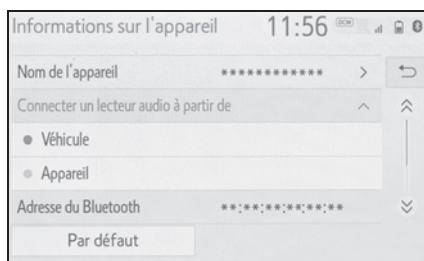 Informations sur l'appareil 11:56 DCM
Nom de l'appareil ************
Connecter un lecteur audio à partir de
Véhicule
Appareil
Adresse du Bluetooth **:**:**:**:**:**
Par défaut